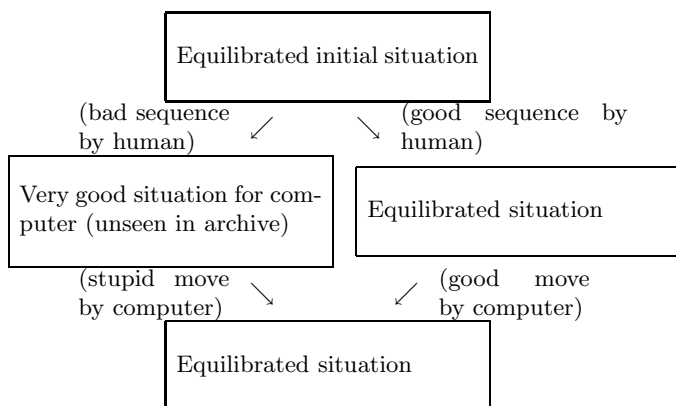 Equilibrated initial situation
(bad sequence
by human)
(good sequence by
human)
Very good situation for com-
puter (unseen in archive)
Equilibrated situation
(stupid move
by computer)
(good move
by computer)
Equilibrated situation